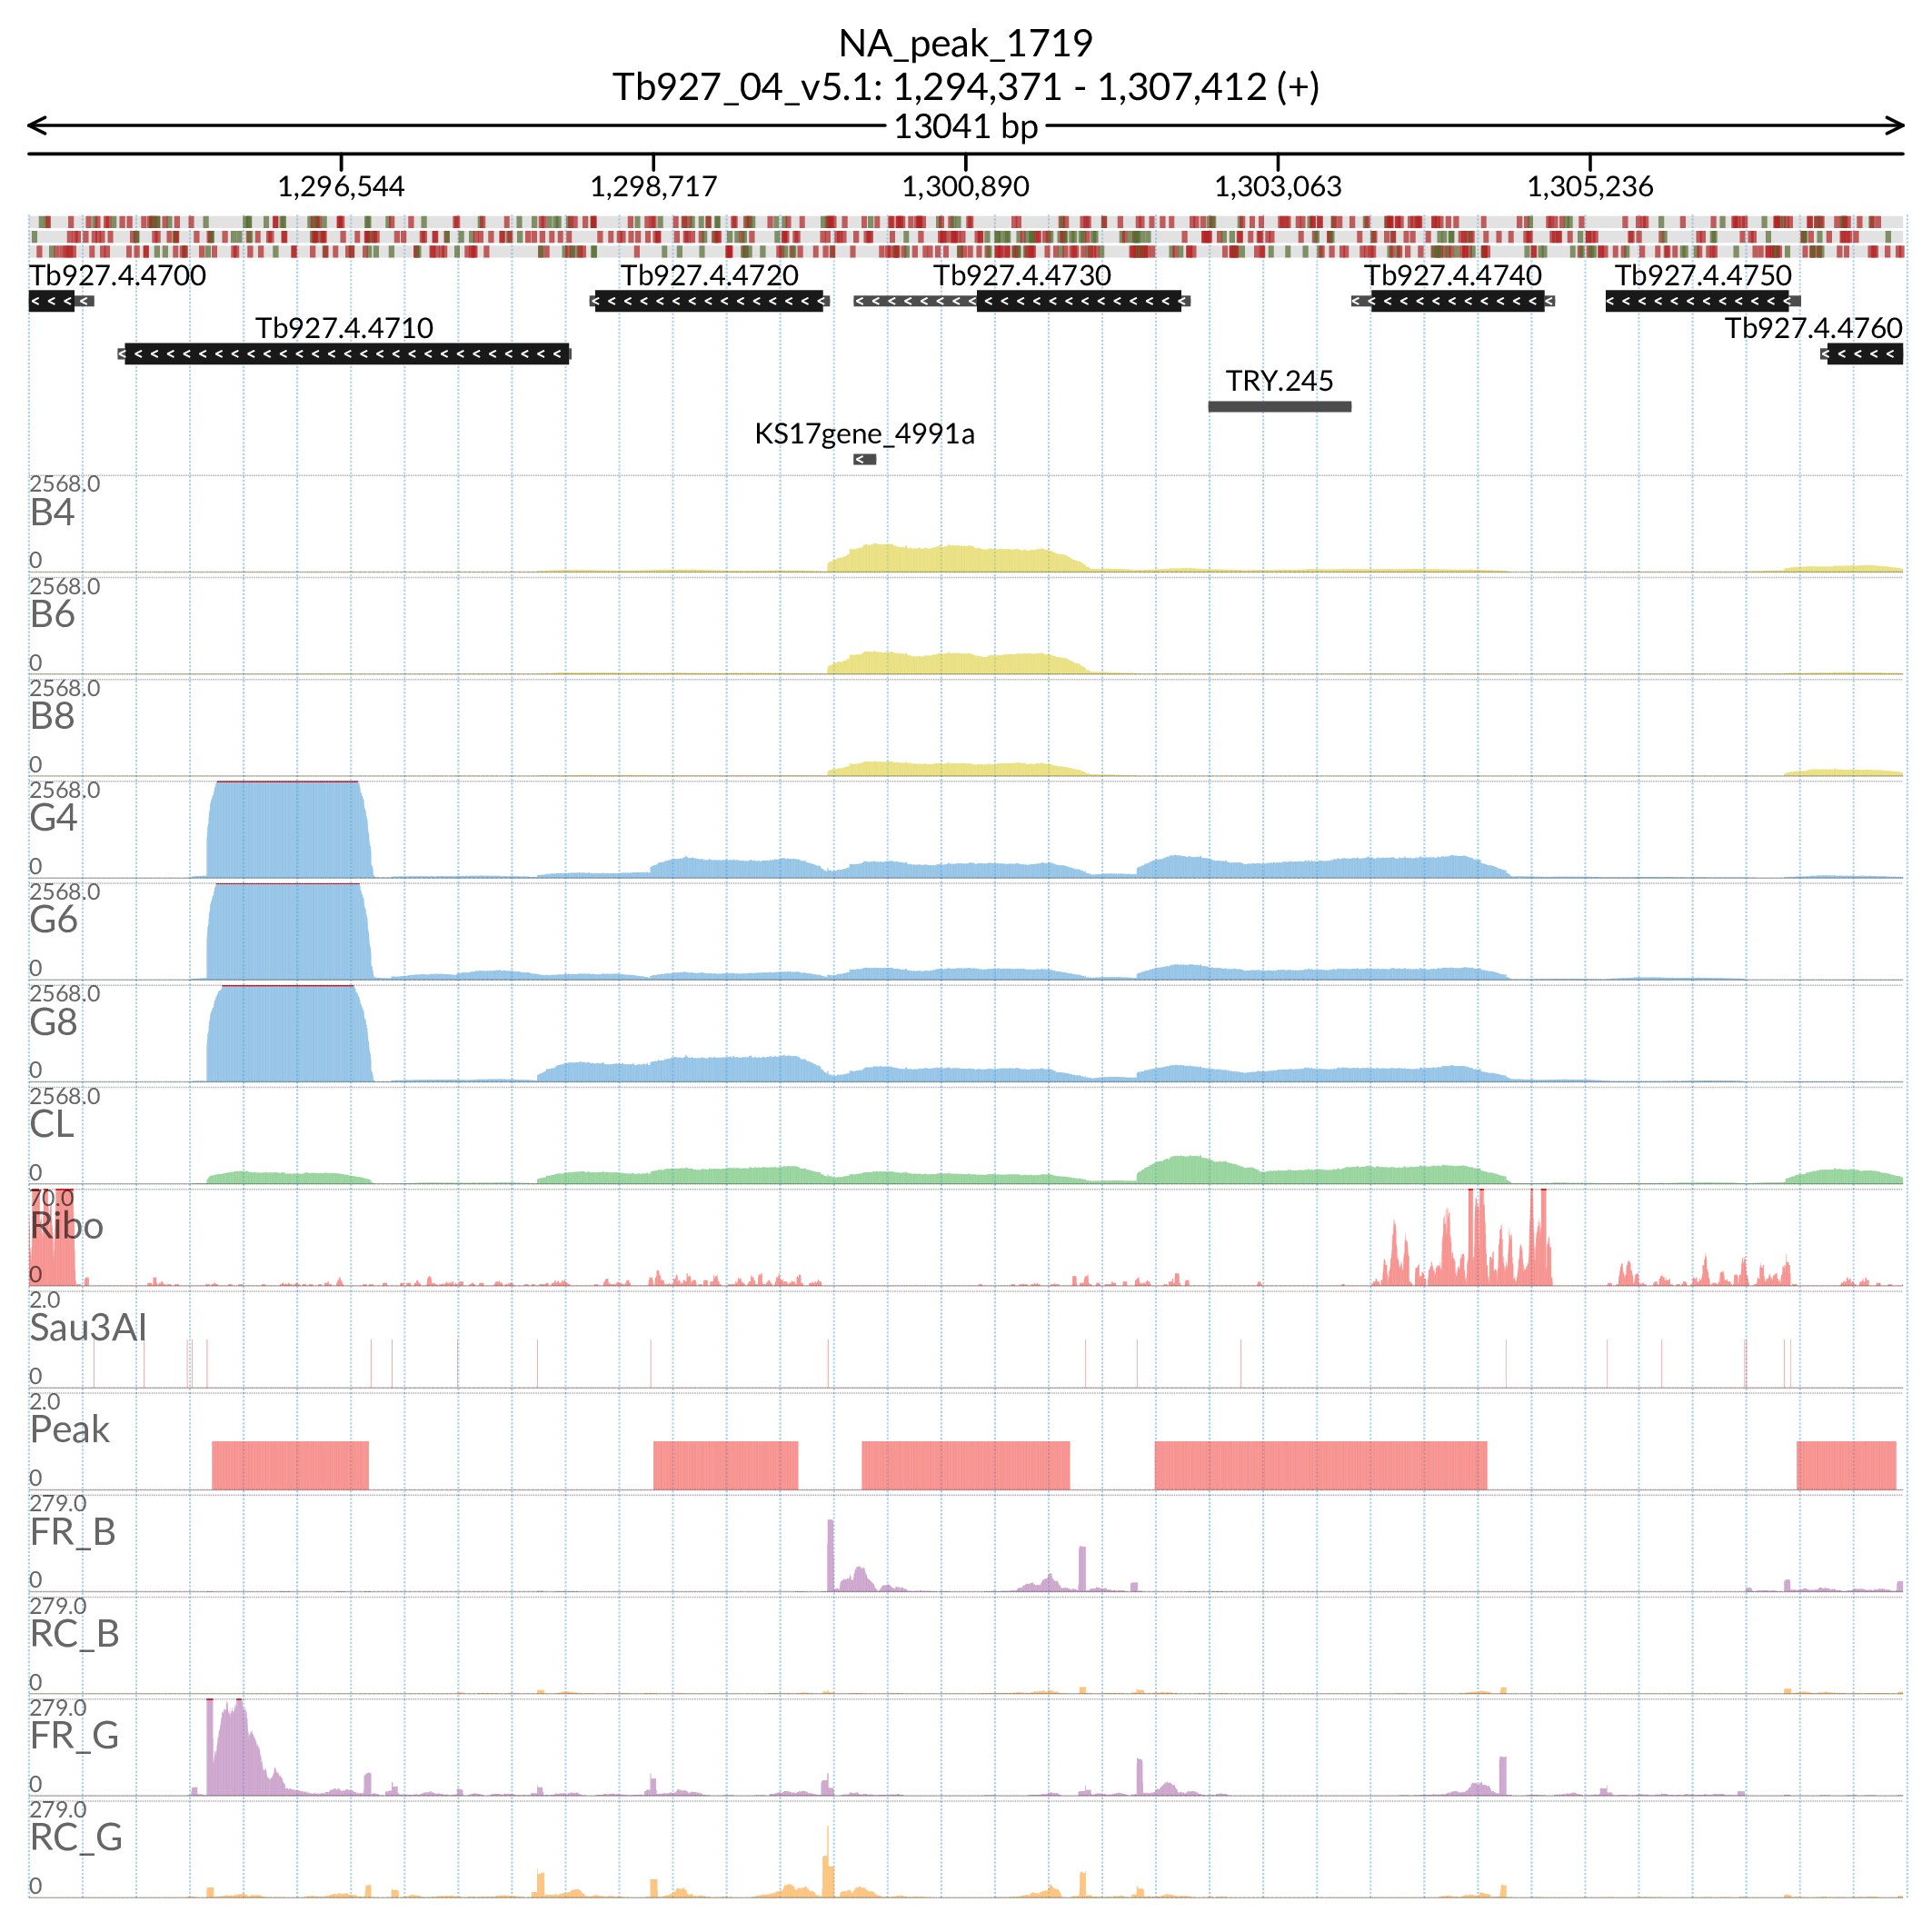 NA_peak_1719
Tb927_04_v5.1: 1,294,371 - 1,307,412 (+)
13041 bp
1,296,544 1,298,717 1,300,890 1,303,063 1,305,236
Tb927.4.4700 Tb927.4.4720 Tb927.4.4730 Tb927.4.4740 Tb927.4.4750
Tb927.4.4710 Tb927.4.4760
TRY.245
KS17gene_4991a
2568.0
B4
0
2568.0
B6
0
2568.0
B8
0
2568.0
G4
0
2568.0
G6
0
2568.0
G8
0
2568.0
CL
0
70.0
Ribo
0
2.0
Sau3AI
0
2.0
Peak
0
279.0
FR_B
0
279.0
RC_B
0
279.0
FR_G
0
279.0
RC_G
0